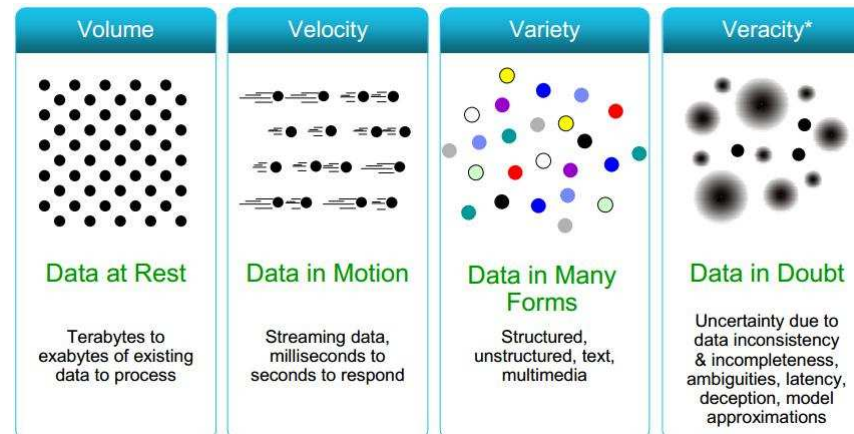 Volume
Data at Rest
Terabytes to
exabytes of existing
data to process
Velocity
Data in Motion
Streaming data,
milliseconds to
seconds to respond
Variety
Data in Many
Forms
Structured,
unstructured, text,
multimedia
Veracity*
Data in Doubt
Uncertainty due to
data inconsistency
& incompleteness,
ambiguities, latency,
deception, model
approximations